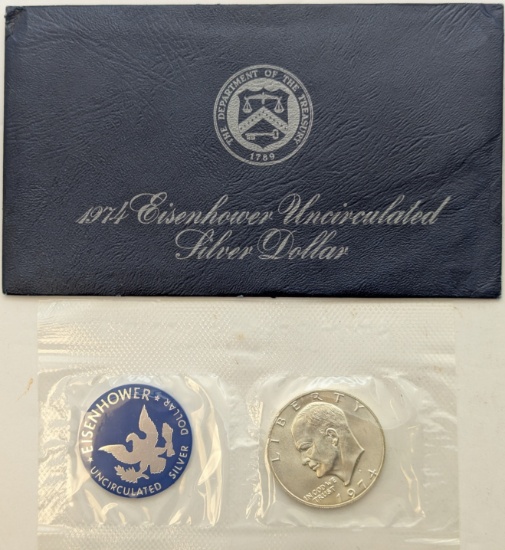 THE DEPARTMENT OF THE TREASURY
1789
1974 Eisenhower Uncirculated
Silver Dollar
EISENHOWER
UNCIRCULATED SILVER DOLLAR
LIBERTY
IN GOD WE
TRUST
1974